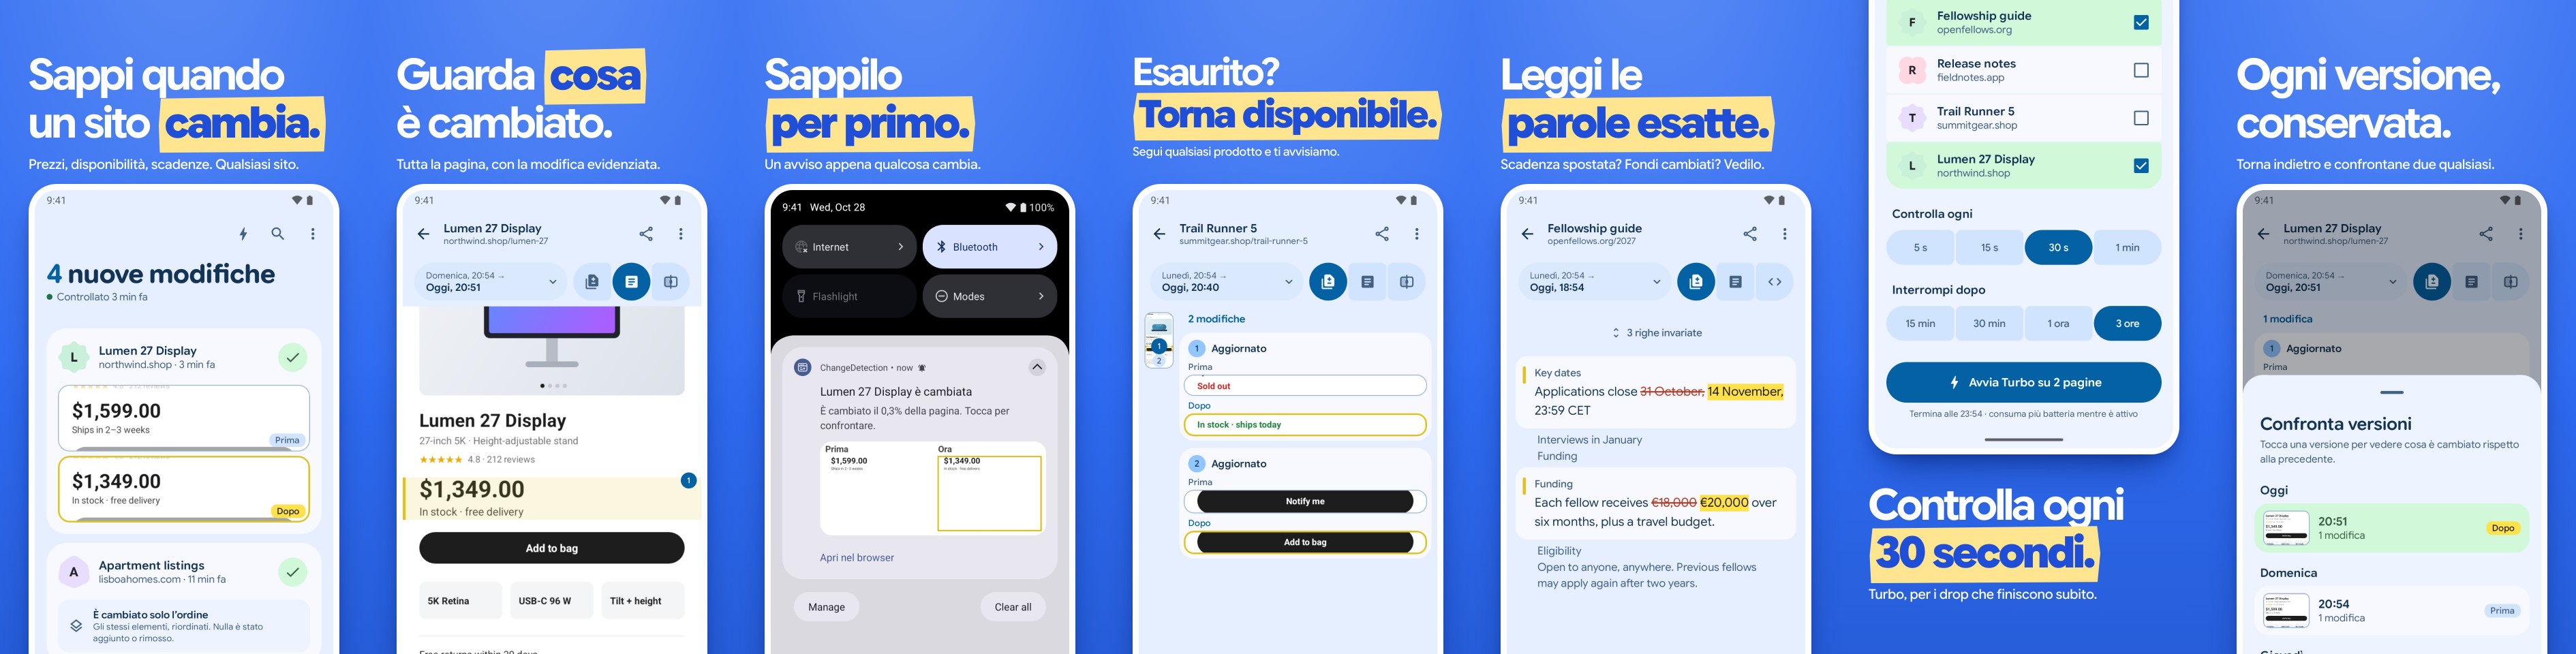 Sappi quando
un sito cambia.
Prezzi, disponibilità, scadenze. Qualsiasi sito.
9:41
4 nuove modifiche
Controllato 3 min fa
L
Lumen 27 Display
northwind.shop · 3 min fa
$1,599.00
Ships in 2–3 weeks
Prima
$1,349.00
In stock · free delivery
Dopo
A
Apartment listings
lisboahomes.com · 11 min fa
È cambiato solo l'ordine
Gli stessi elementi, riordinati. Nulla è stato
aggiunto o rimosso.
Guarda cosa
è cambiato.
Tutta la pagina, con la modifica evidenziata.
9:41
Lumen 27 Display
northwind.shop/lumen-27
Domenica, 20:54 →
Oggi, 20:51
Lumen 27 Display
27-inch 5K · Height-adjustable stand
★★★★★ 4.8 · 212 reviews
1
$1,349.00
In stock · free delivery
Add to bag
5K Retina
USB-C 96 W
Tilt + height
Sappilo
per primo.
Un avviso appena qualcosa cambia.
9:41 Wed, Oct 28
100%
Internet
Bluetooth
Flashlight
Modes
ChangeDetection • now
Lumen 27 Display è cambiata
È cambiato il 0,3% della pagina. Tocca per
confrontare.
Prima
$1,599.00
Ships in 2–3 weeks
Ora
$1,349.00
In stock · free delivery
Apri nel browser
Manage
Clear all
Esaurito?
Torna disponibile.
Segui qualsiasi prodotto e ti avvisiamo.
9:41
Trail Runner 5
summitgear.shop/trail-runner-5
Lunedì, 20:54 →
Oggi, 20:40
1
2
2 modifiche
1 Aggiornato
Prima
Sold out
Dopo
In stock · ships today
2 Aggiornato
Prima
Notify me
Dopo
Add to bag
Leggi le
parole esatte.
Scadenza spostata? Fondi cambiati? Vedilo.
9:41
Fellowship guide
openfellows.org/2027
Lunedì, 20:54 →
Oggi, 18:54
3 righe invariate
Key dates
Applications close 31 October, 14 November,
23:59 CET
Interviews in January
Funding
Funding
Each fellow receives €18,000 €20,000 over
six months, plus a travel budget.
Eligibility
Open to anyone, anywhere. Previous fellows
may apply again after two years.
F
Fellowship guide
openfellows.org
R
Release notes
fieldnotes.app
T
Trail Runner 5
summitgear.shop
L
Lumen 27 Display
northwind.shop
Controlla ogni
5 s
15 s
30 s
1 min
Interrompi dopo
15 min
30 min
1 ora
3 ore
Avvia Turbo su 2 pagine
Termina alle 23:54 · consuma più batteria mentre è attivo
Controlla ogni
30 secondi.
Turbo, per i drop che finiscono subito.
Ogni versione,
conservata.
Torna indietro e confrontane due qualsiasi.
9:41
Lumen 27 Display
northwind.shop/lumen-27
Domenica, 20:54 →
Oggi, 20:51
1 modifica
1 Aggiornato
Prima
Confronta versioni
Tocca una versione per vedere cosa è cambiato rispetto
alla precedente.
Oggi
20:51
1 modifica
Dopo
Domenica
20:54
1 modifica
Prima